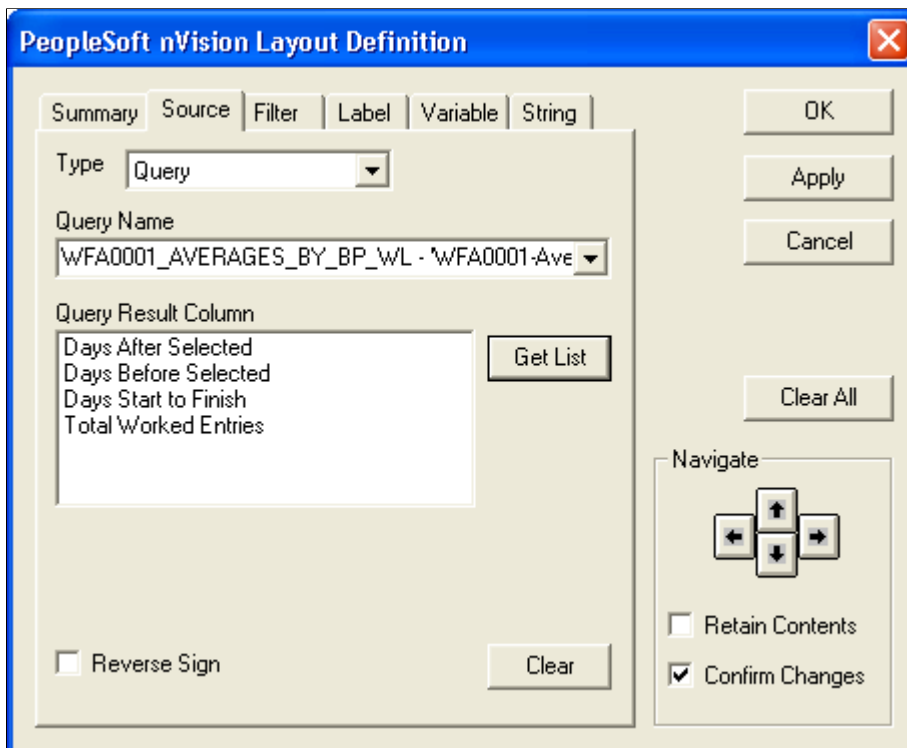 PeopleSoft nVision Layout Definition
Summary Source Filter Label Variable String
Type Query
Query Name
WFA0001_AVERAGES_BY_BP_WL - 'WFA0001-Ave
Query Result Column
Days After Selected
Days Before Selected
Days Start to Finish
Total Worked Entries
Get List
Reverse Sign
Clear
OK
Apply
Cancel
Clear All
Navigate
Retain Contents
Confirm Changes